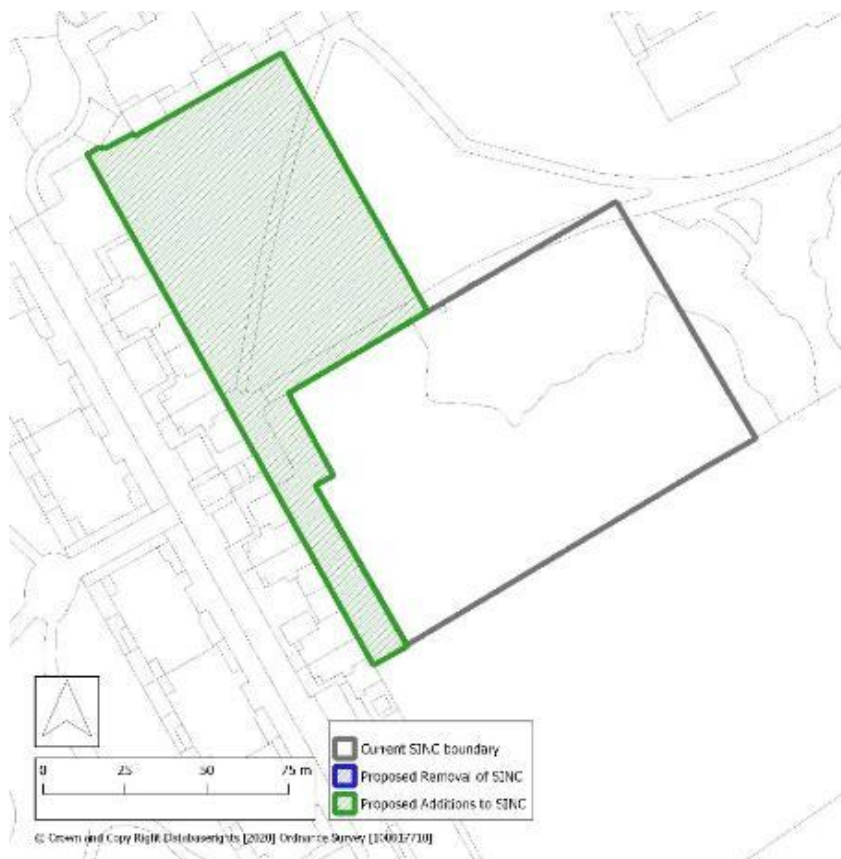 0 25 50 75 m
Current SINC boundary
Proposed Removal of SINC
Proposed Additions to SINC
© Crown and Copy Right Databaserights [2020] Ordnance Survey [100017710]